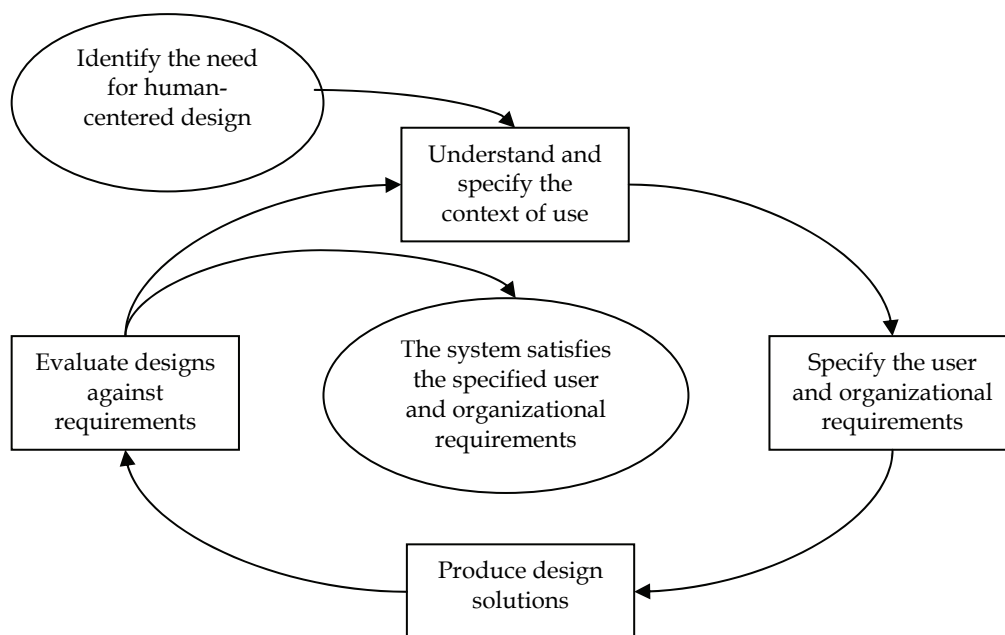 Identify the need
for human-
centered design
Understand and
specify the
context of use
Evaluate designs
against
requirements
The system satisfies
the specified user
and organizational
requirements
Specify the user
and organizational
requirements
Produce design
solutions